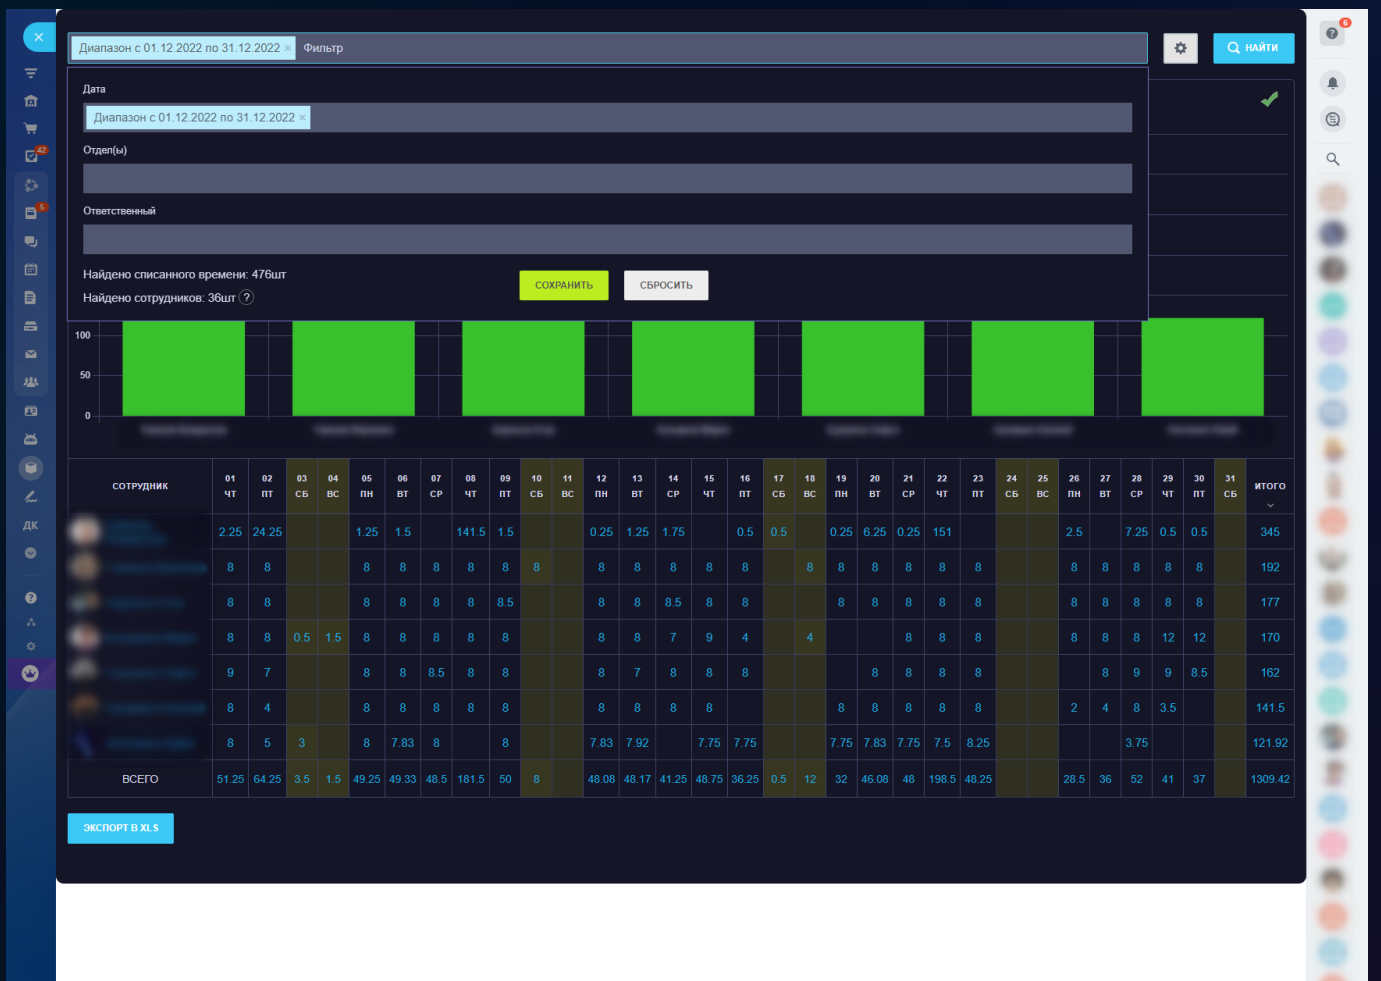 6
Диапазон с 01.12.2022 по 31.12.2022 × Фильтр
НАЙТИ
Дата
Диапазон с 01.12.2022 по 31.12.2022 ×
42
Отдел(ы)
5
Ответственный
Найдено списанного времени: 476шт
СОХРАНИТЬ
СБРОСИТЬ
Найдено сотрудников: 36шт ?
100
50
0
СОТРУДНИК 01 ЧТ 02 ПТ 03 СБ 04 ВС 05 ПН 06 ВТ 07 СР 08 ЧТ 09 ПТ 10 СБ 11 ВС 12 ПН 13 ВТ 14 СР 15 ЧТ 16 ПТ 17 СБ 18 ВС 19 ПН 20 ВТ 21 СР 22 ЧТ 23 ПТ 24 СБ 25 ВС 26 ПН 27 ВТ 28 СР 29 ЧТ 30 ПТ 31 СБ ИТОГО
ДК
2.25 24.25 1.25 1.5 141.5 1.5 0.25 1.25 1.75 0.5 0.5 0.25 6.25 0.25 151 2.5 7.25 0.5 0.5 345
8 8 8 8 8 8 8 8 8 8 8 8 8 8 8 8 8 8 8 8 8 8 8 8 192
8 8 8 8 8 8 8.5 8 8 8.5 8 8 8 8 8 8 8 8 8 8 8 8 177
8 8 0.5 1.5 8 8 8 8 8 8 8 7 9 4 4 8 8 8 8 8 8 12 12 170
9 7 8 8 8.5 8 8 8 7 8 8 8 8 8 8 8 8 9 9 8.5 162
8 4 8 8 8 8 8 8 8 8 8 8 8 8 8 8 2 4 8 3.5 141.5
8 5 3 8 7.83 8 8 7.83 7.92 7.75 7.75 7.75 7.83 7.75 7.5 8.25 3.75 121.92
ВСЕГО 51.25 64.25 3.5 1.5 49.25 49.33 48.5 181.5 50 8 48.08 48.17 41.25 48.75 36.25 0.5 12 32 46.08 48 198.5 48.25 28.5 36 52 41 37 1309.42
ЭКСПОРТ В XLS